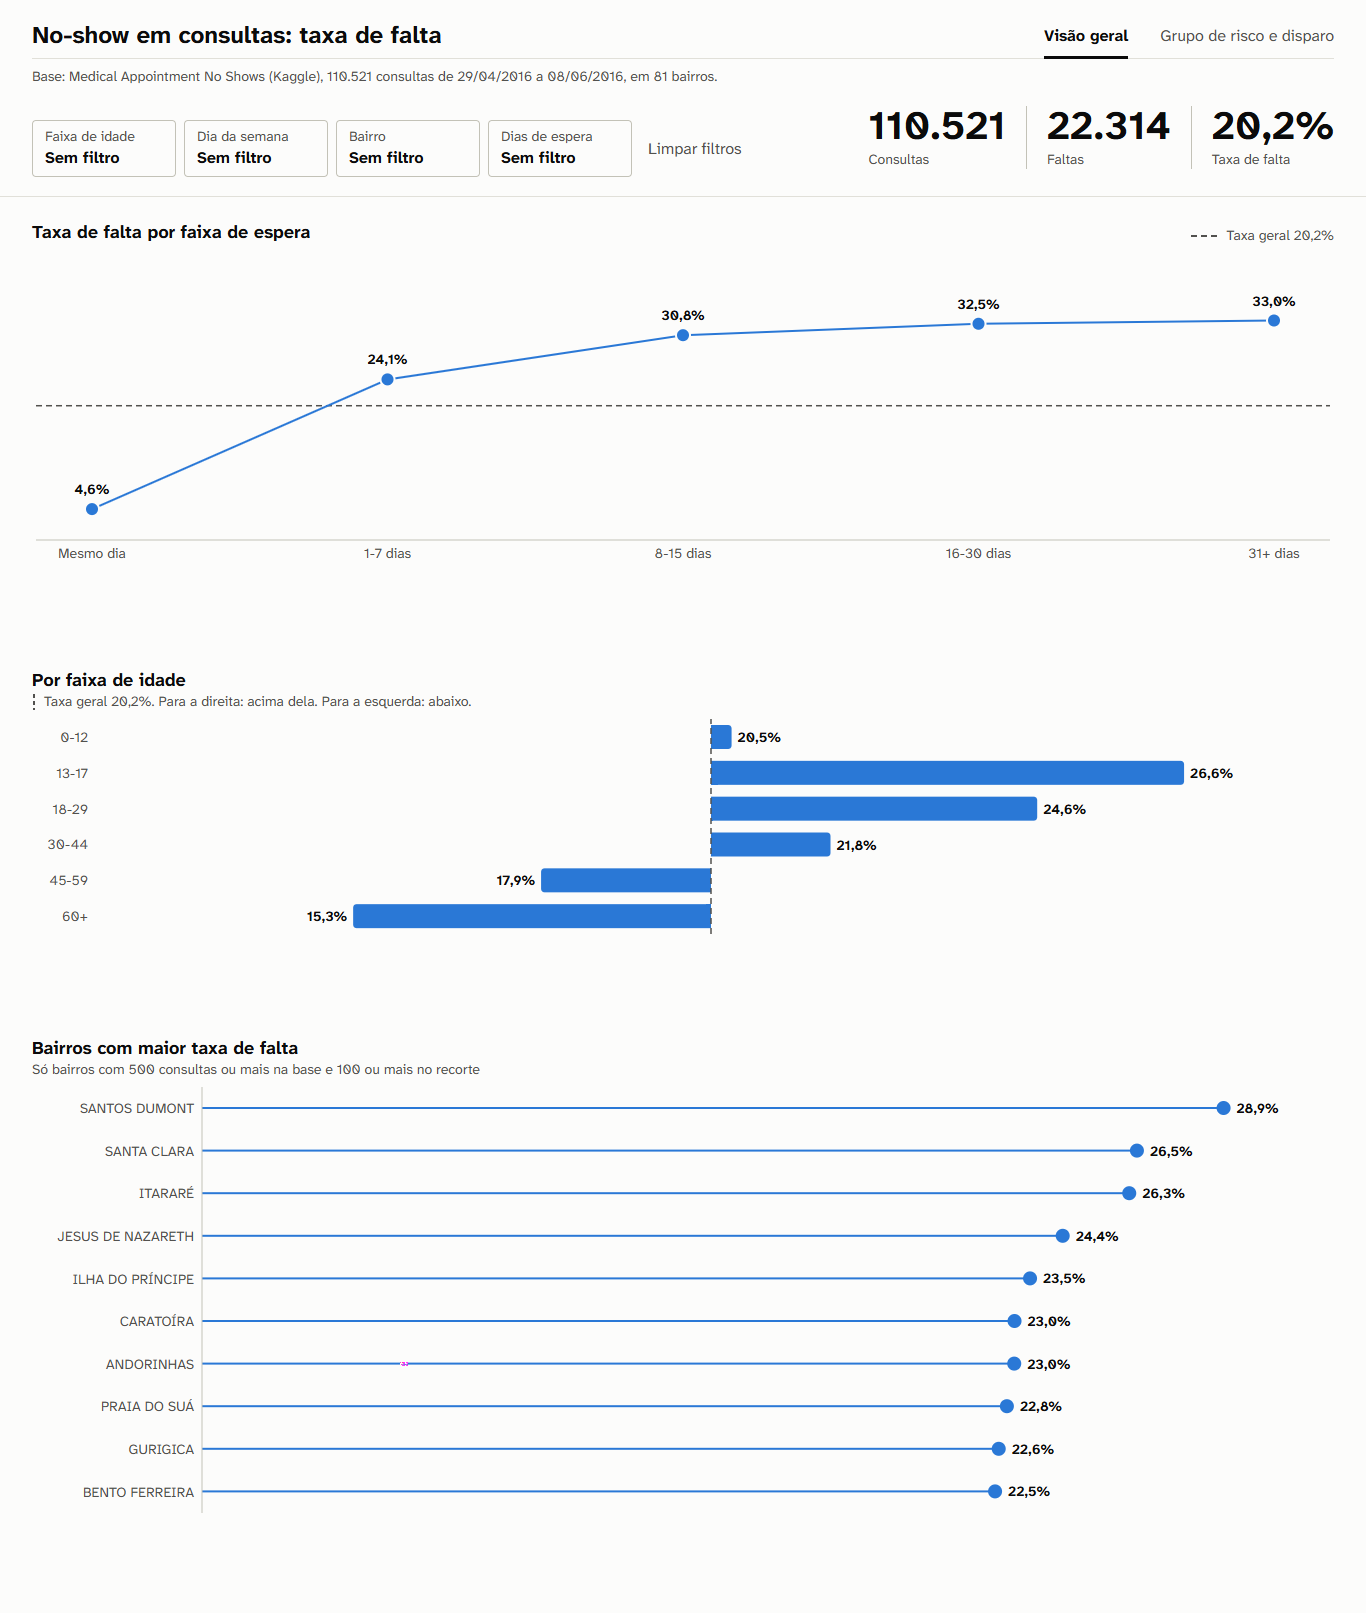 No-show em consultas: taxa de falta
Visão geral
Grupo de risco e disparo
Base: Medical Appointment No Shows (Kaggle), 110.521 consultas de 29/04/2016 a 08/06/2016, em 81 bairros.
Faixa de idade
Sem filtro
Dia da semana
Sem filtro
Bairro
Sem filtro
Dias de espera
Sem filtro
Limpar filtros
110.521
Consultas
22.314
Faltas
20,2%
Taxa de falta
Taxa de falta por faixa de espera
Taxa geral 20,2%
4,6%
24,1%
30,8%
32,5%
33,0%
Mesmo dia
1-7 dias
8-15 dias
16-30 dias
31+ dias
Por faixa de idade
Taxa geral 20,2%. Para a direita: acima dela. Para a esquerda: abaixo.
0-12 20,5%
13-17 26,6%
18-29 24,6%
30-44 21,8%
45-59 17,9%
60+ 15,3%
Bairros com maior taxa de falta
Só bairros com 500 consultas ou mais na base e 100 ou mais no recorte
SANTOS DUMONT 28,9%
SANTA CLARA 26,5%
ITARARÉ 26,3%
JESUS DE NAZARETH 24,4%
ILHA DO PRÍNCIPE 23,5%
CARATOÍRA 23,0%
ANDORINHAS 23,0%
PRAIA DO SUÁ 22,8%
GURIGICA 22,6%
BENTO FERREIRA 22,5%